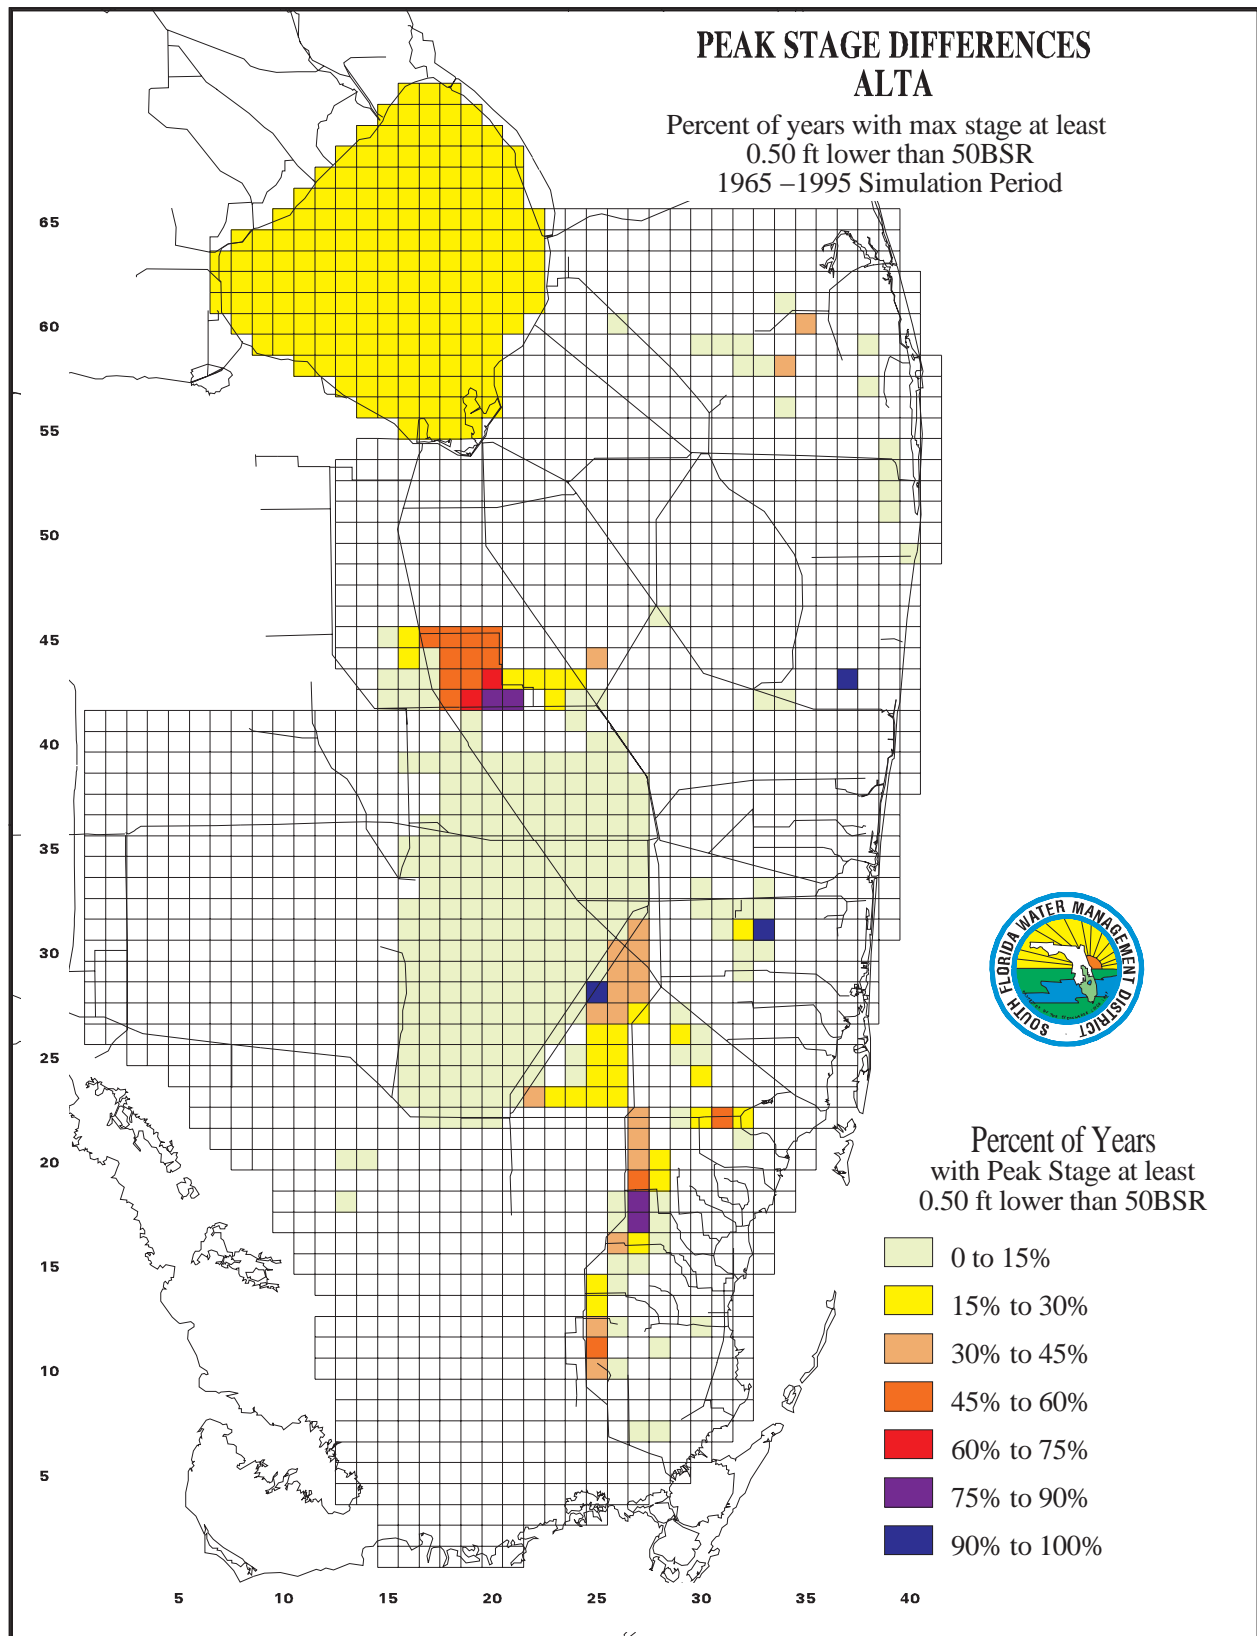 PEAK STAGE DIFFERENCES
ALTA
Percent of years with max stage at least
0.50 ft lower than 50BSR
1965 –1995 Simulation Period
65
60
55
50
45
40
35
30
25
20
15
10
5
5
10
15
20
25
30
35
40
SOUTH FLORIDA WATER MANAGEMENT DISTRICT
Percent of Years
with Peak Stage at least
0.50 ft lower than 50BSR
0 to 15%
15% to 30%
30% to 45%
45% to 60%
60% to 75%
75% to 90%
90% to 100%